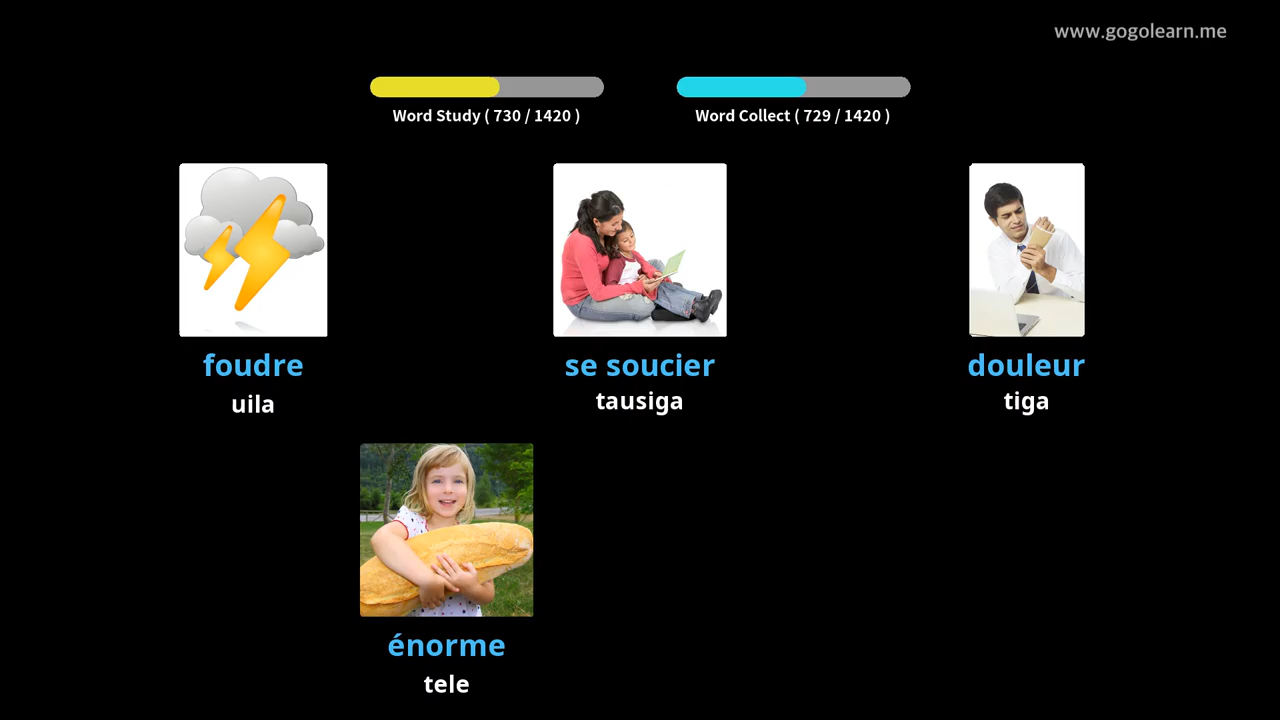 www.gogolearn.me
Word Study ( 730 / 1420 )
Word Collect ( 729 / 1420 )
foudre
uila
se soucier
tausiga
douleur
tiga
énorme
tele